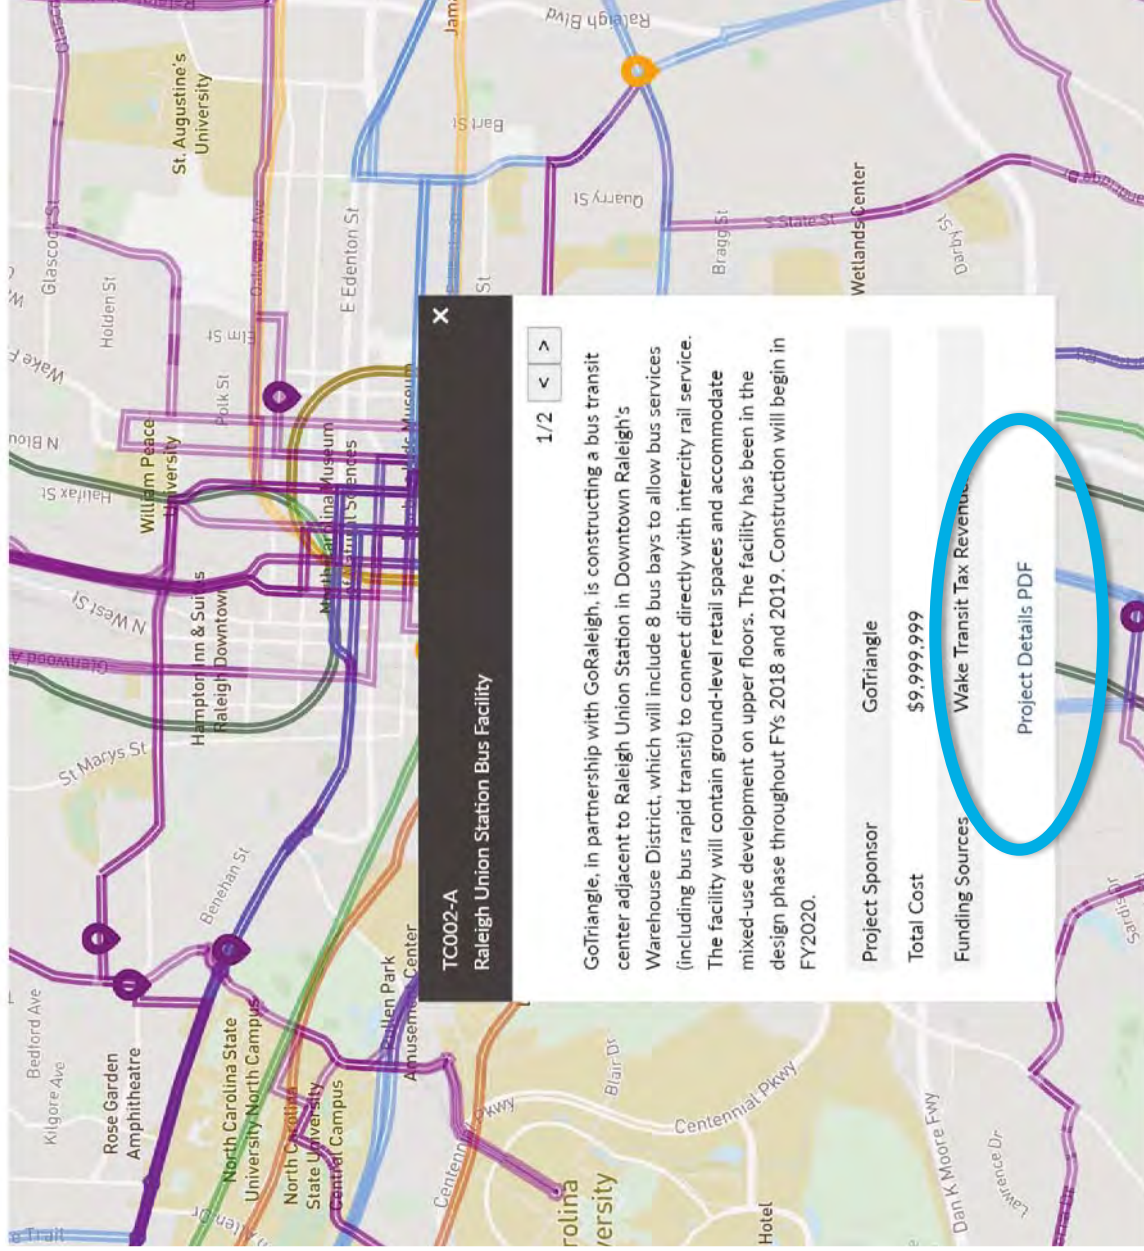 TC002-A
Raleigh Union Station Bus Facility
×
1/2 < >
GoTriangle, in partnership with GoRaleigh, is constructing a bus transit
center adjacent to Raleigh Union Station in Downtown Raleigh's
Warehouse District, which will include 8 bus bays to allow bus services
(including bus rapid transit) to connect directly with intercity rail service.
The facility will contain ground-level retail spaces and accommodate
mixed-use development on upper floors. The facility has been in the
design phase throughout FYs 2018 and 2019. Construction will begin in
FY2020.
Project Sponsor GoTriangle
Total Cost $9,999,999
Funding Sources Wake Transit Tax Revenue
Project Details PDF
Bedford Ave
Kilgore Ave
Rose Garden
Amphitheatre
St Marys St
Benehan St
Hampton Inn & Suites
Raleigh Downtown
N West St
Halifax St
N Blou
William Peace
University
Polk St
Elm St
Holden St
Glascock St
Wake F
St. Augustine's
University
Oakwood Ave
E Edenton St
St
North Carolina Museum
of Natural Sciences
Glenwood A
North Carolina State
University North Campus
North Carolina
State University
Central Campus
Pullen Park
Amusement Center
Centennial Pkwy
Centennial Pkwy
Blair Dr
rolina
versity
Hotel
Dan K Moore Fwy
Lawrence Dr
Sardis Dr
Raleigh Blvd
Bart St
Quarry St
Bragg St
S State St
Wetlands Center
Darby St
e Trail